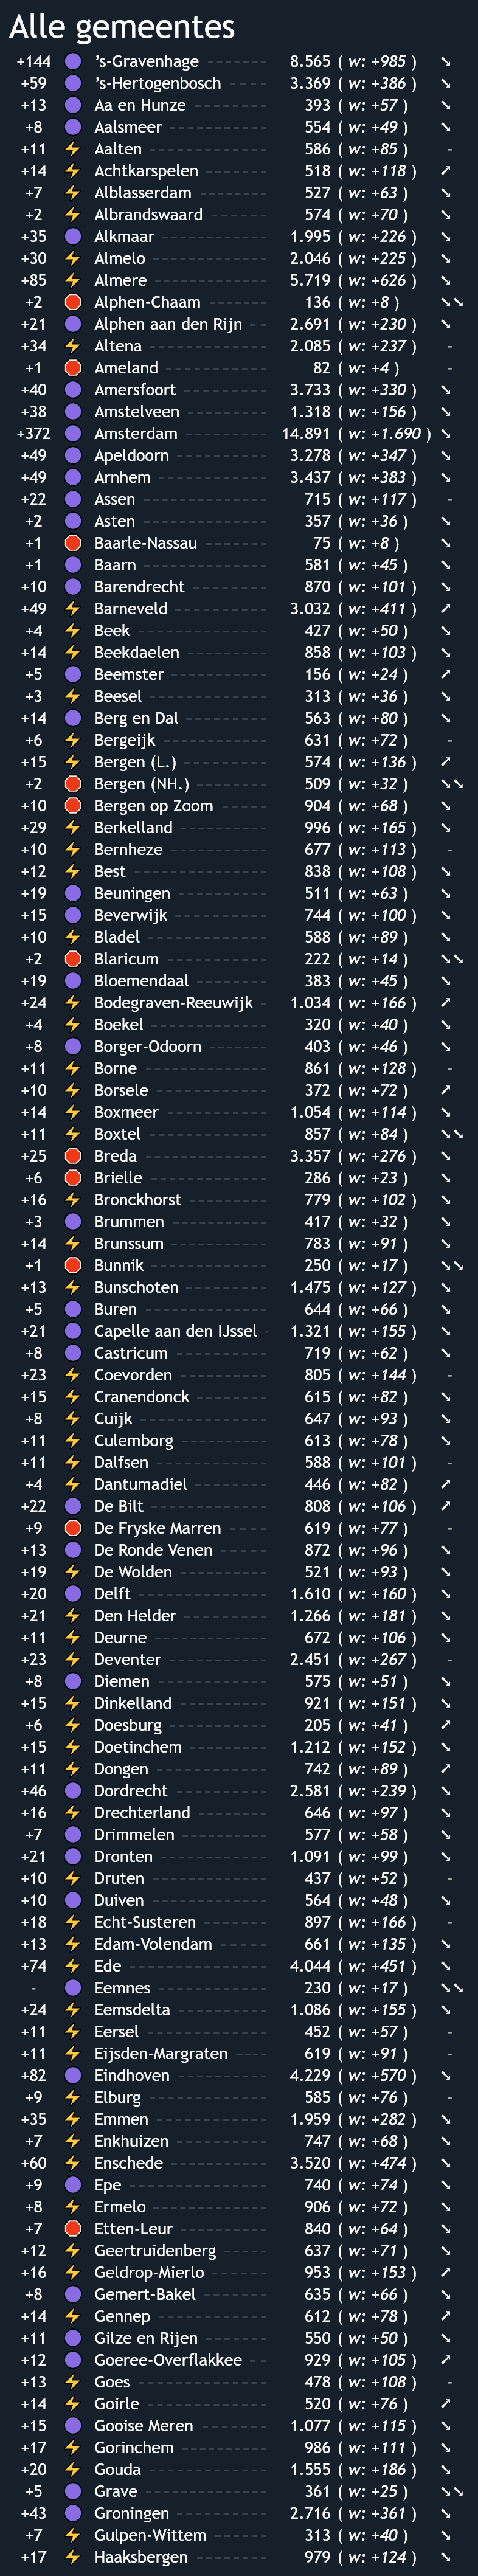 Alle gemeentes
+144 's-Gravenhage 8.565 ( w: +985 ) ↘
+59 's-Hertogenbosch 3.369 ( w: +386 ) ↘
+13 Aa en Hunze 393 ( w: +57 ) ↘
+8 Aalsmeer 554 ( w: +49 ) ↘
+11 Aalten 586 ( w: +85 ) -
+14 Achtkarspelen 518 ( w: +118 ) ↗
+7 Alblasserdam 527 ( w: +63 ) ↘
+2 Albrandswaard 574 ( w: +70 ) ↘
+35 Alkmaar 1.995 ( w: +226 ) ↘
+30 Almelo 2.046 ( w: +225 ) ↘
+85 Almere 5.719 ( w: +626 ) ↘
+2 Alphen-Chaam 136 ( w: +8 ) ↘↘
+21 Alphen aan den Rijn 2.691 ( w: +230 ) ↘
+34 Altena 2.085 ( w: +237 ) -
+1 Ameland 82 ( w: +4 ) -
+40 Amersfoort 3.733 ( w: +330 ) ↘
+38 Amstelveen 1.318 ( w: +156 ) ↘
+372 Amsterdam 14.891 ( w: +1.690 ) ↘
+49 Apeldoorn 3.278 ( w: +347 ) ↘
+49 Arnhem 3.437 ( w: +383 ) ↘
+22 Assen 715 ( w: +117 ) -
+2 Asten 357 ( w: +36 ) ↘
+1 Baarle-Nassau 75 ( w: +8 ) ↘
+1 Baarn 581 ( w: +45 ) ↘
+10 Barendrecht 870 ( w: +101 ) ↘
+49 Barneveld 3.032 ( w: +411 ) ↗
+4 Beek 427 ( w: +50 ) ↘
+14 Beekdaelen 858 ( w: +103 ) ↘
+5 Beemster 156 ( w: +24 ) ↗
+3 Beesel 313 ( w: +36 ) ↘
+14 Berg en Dal 563 ( w: +80 ) ↘
+6 Bergeijk 631 ( w: +72 ) -
+15 Bergen (L.) 574 ( w: +136 ) ↗
+2 Bergen (NH.) 509 ( w: +32 ) ↘↘
+10 Bergen op Zoom 904 ( w: +68 ) ↘
+29 Berkelland 996 ( w: +165 ) ↘
+10 Bernheze 677 ( w: +113 ) -
+12 Best 838 ( w: +108 ) ↘
+19 Beuningen 511 ( w: +63 ) ↘
+15 Beverwijk 744 ( w: +100 ) ↘
+10 Bladel 588 ( w: +89 ) ↘
+2 Blaricum 222 ( w: +14 ) ↘↘
+19 Bloemendaal 383 ( w: +45 ) ↘
+24 Bodegraven-Reeuwijk 1.034 ( w: +166 ) ↗
+4 Boekel 320 ( w: +40 ) ↘
+8 Borger-Odoorn 403 ( w: +46 ) ↘
+11 Borne 861 ( w: +128 ) -
+10 Borsele 372 ( w: +72 ) ↗
+14 Boxmeer 1.054 ( w: +114 ) ↘
+11 Boxtel 857 ( w: +84 ) ↘↘
+25 Breda 3.357 ( w: +276 ) ↘
+6 Brielle 286 ( w: +23 ) ↘
+16 Bronckhorst 779 ( w: +102 ) ↘
+3 Brummen 417 ( w: +32 ) ↘
+14 Brunssum 783 ( w: +91 ) ↘
+1 Bunnik 250 ( w: +17 ) ↘↘
+13 Bunschoten 1.475 ( w: +127 ) ↘
+5 Buren 644 ( w: +66 ) ↘
+21 Capelle aan den IJssel 1.321 ( w: +155 ) ↘
+8 Castricum 719 ( w: +62 ) ↘
+23 Coevorden 805 ( w: +144 ) -
+15 Cranendonck 615 ( w: +82 ) ↘
+8 Cuijk 647 ( w: +93 ) ↘
+11 Culemborg 613 ( w: +78 ) ↘
+11 Dalfsen 588 ( w: +101 ) -
+4 Dantumadiel 446 ( w: +82 ) ↗
+22 De Bilt 808 ( w: +106 ) ↗
+9 De Fryske Marren 619 ( w: +77 ) -
+13 De Ronde Venen 872 ( w: +96 ) ↘
+19 De Wolden 521 ( w: +93 ) ↘
+20 Delft 1.610 ( w: +160 ) ↘
+21 Den Helder 1.266 ( w: +181 ) ↘
+11 Deurne 672 ( w: +106 ) ↘
+23 Deventer 2.451 ( w: +267 ) -
+8 Diemen 575 ( w: +51 ) ↘
+15 Dinkelland 921 ( w: +151 ) ↘
+6 Doesburg 205 ( w: +41 ) ↗
+15 Doetinchem 1.212 ( w: +152 ) ↘
+11 Dongen 742 ( w: +89 ) ↗
+46 Dordrecht 2.581 ( w: +239 ) ↘
+16 Drechterland 646 ( w: +97 ) ↘
+7 Drimmelen 577 ( w: +58 ) ↘
+21 Dronten 1.091 ( w: +99 ) ↘
+10 Druten 437 ( w: +52 ) -
+10 Duiven 564 ( w: +48 ) ↘
+18 Echt-Susteren 897 ( w: +166 ) -
+13 Edam-Volendam 661 ( w: +135 ) ↘
+74 Ede 4.044 ( w: +451 ) ↘
- Eemnes 230 ( w: +17 ) ↘↘
+24 Eemsdelta 1.086 ( w: +155 ) ↘
+11 Eersel 452 ( w: +57 ) -
+11 Eijsden-Margraten 619 ( w: +91 ) -
+82 Eindhoven 4.229 ( w: +570 ) ↘
+9 Elburg 585 ( w: +76 ) -
+35 Emmen 1.959 ( w: +282 ) ↘
+7 Enkhuizen 747 ( w: +68 ) ↘
+60 Enschede 3.520 ( w: +474 ) ↘
+9 Epe 740 ( w: +74 ) ↘
+8 Ermelo 906 ( w: +72 ) ↘
+7 Etten-Leur 840 ( w: +64 ) ↘
+12 Geertruidenberg 637 ( w: +71 ) ↘
+16 Geldrop-Mierlo 953 ( w: +153 ) ↗
+8 Gemert-Bakel 635 ( w: +66 ) ↘
+14 Gennep 612 ( w: +78 ) ↗
+11 Gilze en Rijen 550 ( w: +50 ) ↘
+12 Goeree-Overflakkee 929 ( w: +105 ) ↗
+13 Goes 478 ( w: +108 ) -
+14 Goirle 520 ( w: +76 ) ↗
+15 Gooise Meren 1.077 ( w: +115 ) ↘
+17 Gorinchem 986 ( w: +111 ) ↘
+20 Gouda 1.555 ( w: +186 ) ↘
+5 Grave 361 ( w: +25 ) ↘↘
+43 Groningen 2.716 ( w: +361 ) ↘
+7 Gulpen-Wittem 313 ( w: +40 ) ↘
+17 Haaksbergen 979 ( w: +124 ) ↘